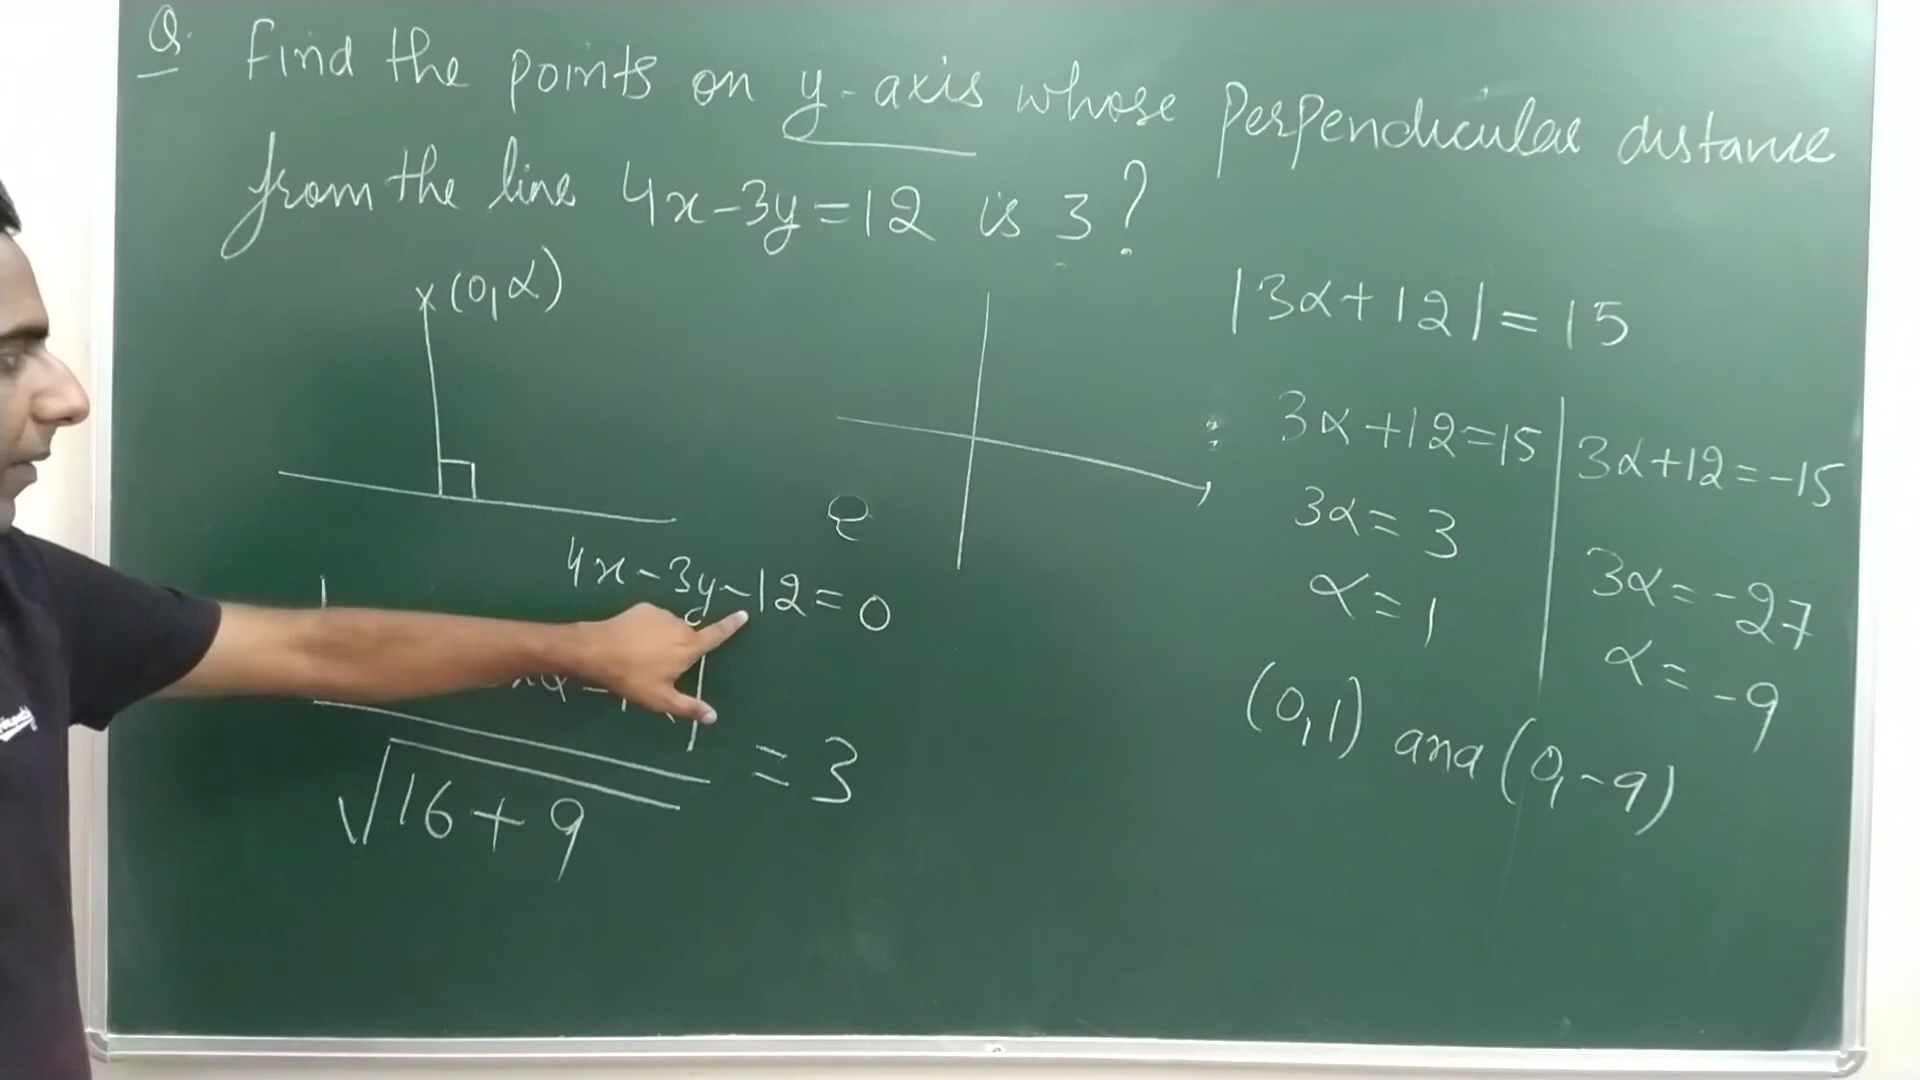 Q. Find the points on y-axis whose perpendicular distance
from the line 4x-3y=12 is 3?
x(0,α)
4x-3y-12=0
√16+9 = 3
|3α+12|=15
3α+12=15
3α=3
α=1
3α+12=-15
3α=-27
α=-9
(0,1) and (0,-9)